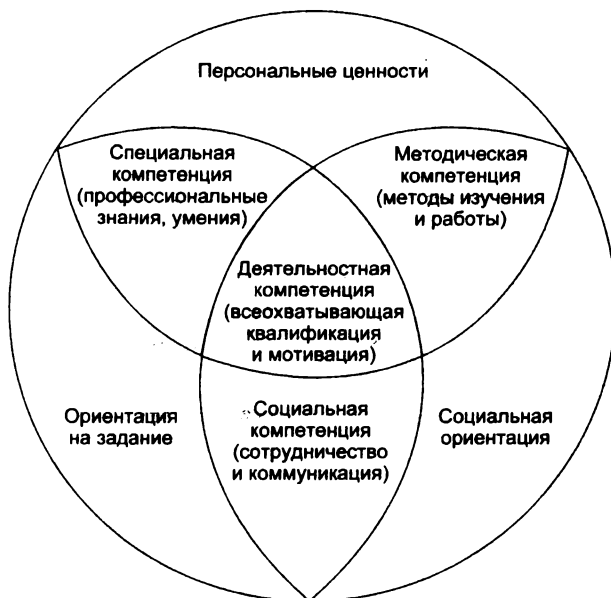 Персональные ценности
Специальная
компетенция
(профессиональные
знания, умения)
Методическая
компетенция
(методы изучения
и работы)
Деятельностная
компетенция
(всеохватывающая
квалификация
и мотивация)
Ориентация
на задание
Социальная
компетенция
(сотрудничество
и коммуникация)
Социальная
ориентация